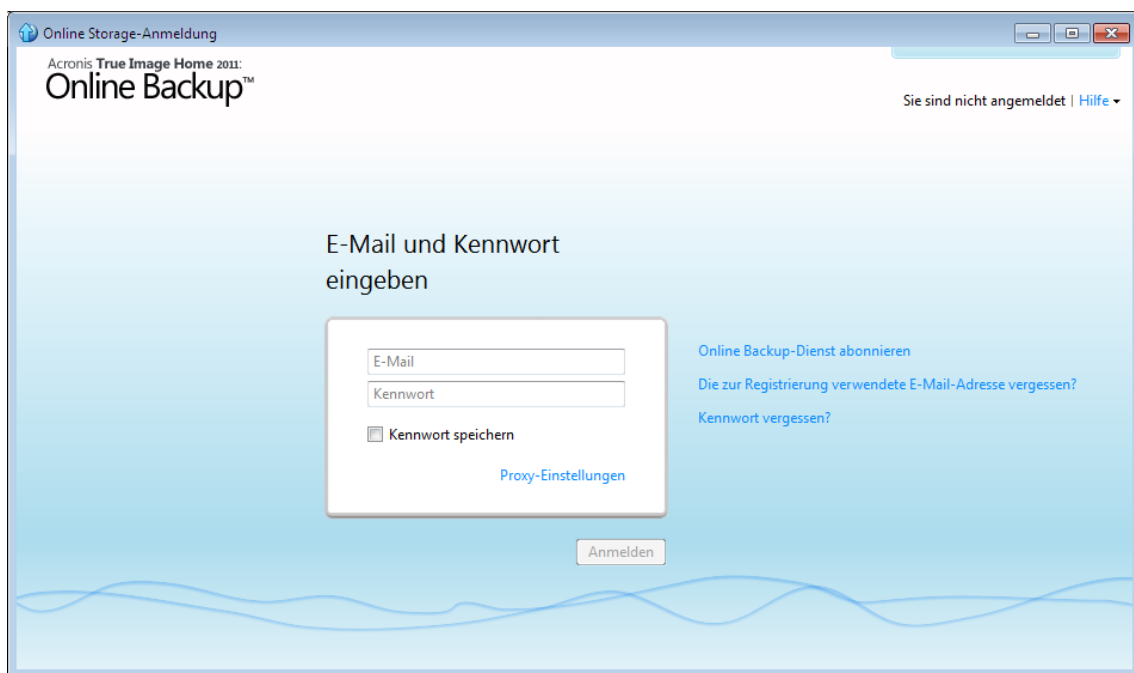 Online Storage-Anmeldung
Acronis True Image Home 2011:
Online Backup™
Sie sind nicht angemeldet | Hilfe
E-Mail und Kennwort
eingeben
E-Mail
Kennwort
Kennwort speichern
Proxy-Einstellungen
Online Backup-Dienst abonnieren
Die zur Registrierung verwendete E-Mail-Adresse vergessen?
Kennwort vergessen?
Anmelden